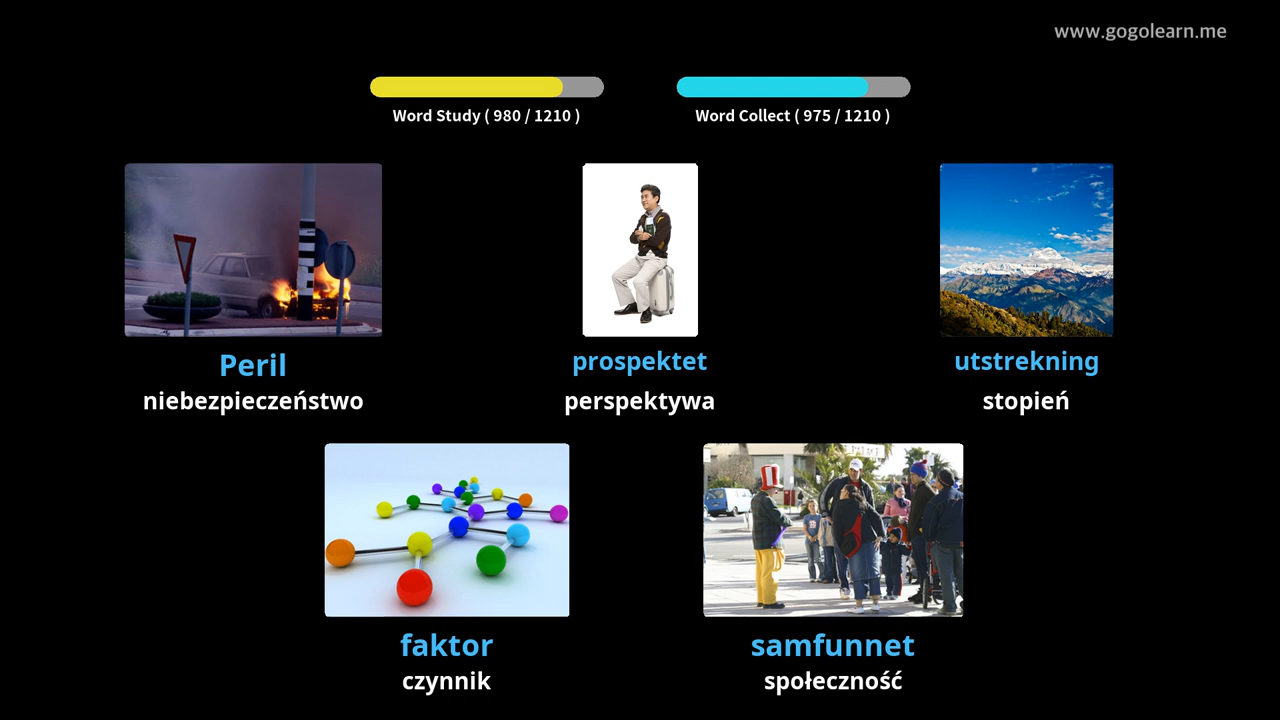 www.gogolearn.me
Word Study ( 980 / 1210 )
Word Collect ( 975 / 1210 )
Peril
niebezpieczeństwo
prospektet
perspektywa
utstrekning
stopień
faktor
czynnik
samfunnet
społeczność